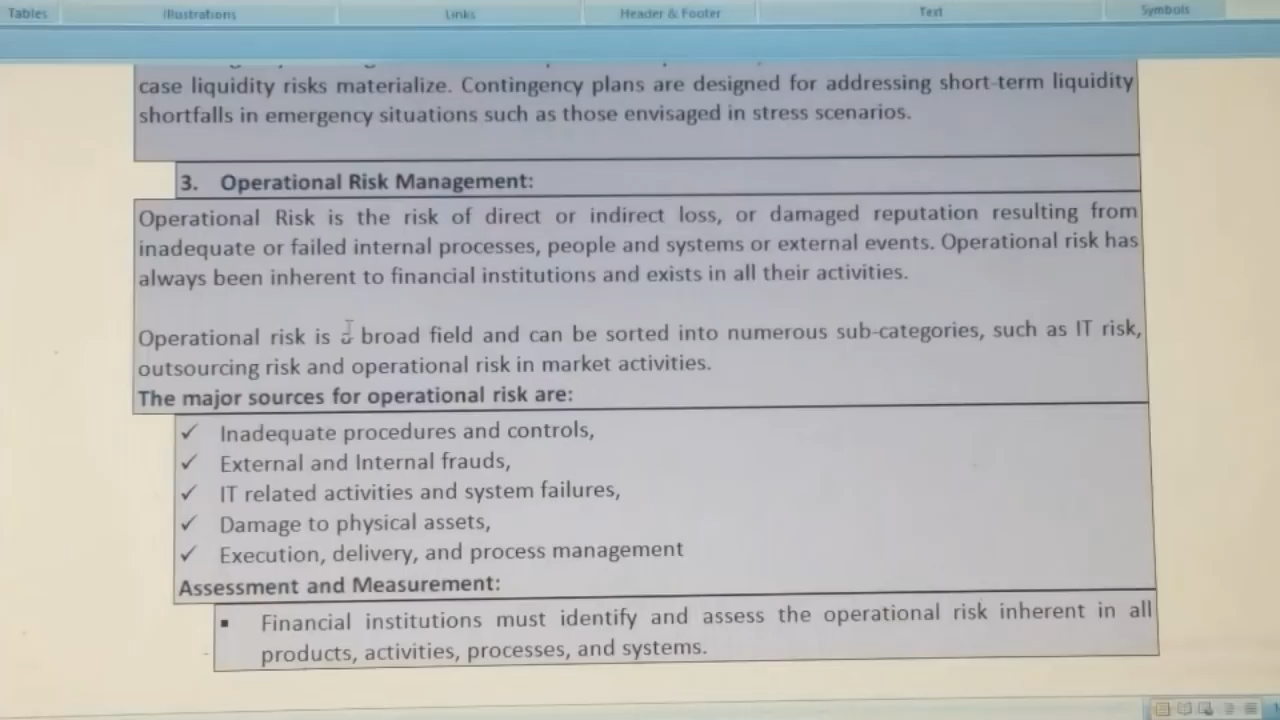 Tables Illustrations Links Header & Footer Text Symbols
case liquidity risks materialize. Contingency plans are designed for addressing short-term liquidity
shortfalls in emergency situations such as those envisaged in stress scenarios.
3. Operational Risk Management:
Operational Risk is the risk of direct or indirect loss, or damaged reputation resulting from
inadequate or failed internal processes, people and systems or external events. Operational risk has
always been inherent to financial institutions and exists in all their activities.
Operational risk is a broad field and can be sorted into numerous sub-categories, such as IT risk,
outsourcing risk and operational risk in market activities.
The major sources for operational risk are:
✓ Inadequate procedures and controls,
✓ External and Internal frauds,
✓ IT related activities and system failures,
✓ Damage to physical assets,
✓ Execution, delivery, and process management
Assessment and Measurement:
▪ Financial institutions must identify and assess the operational risk inherent in all
products, activities, processes, and systems.